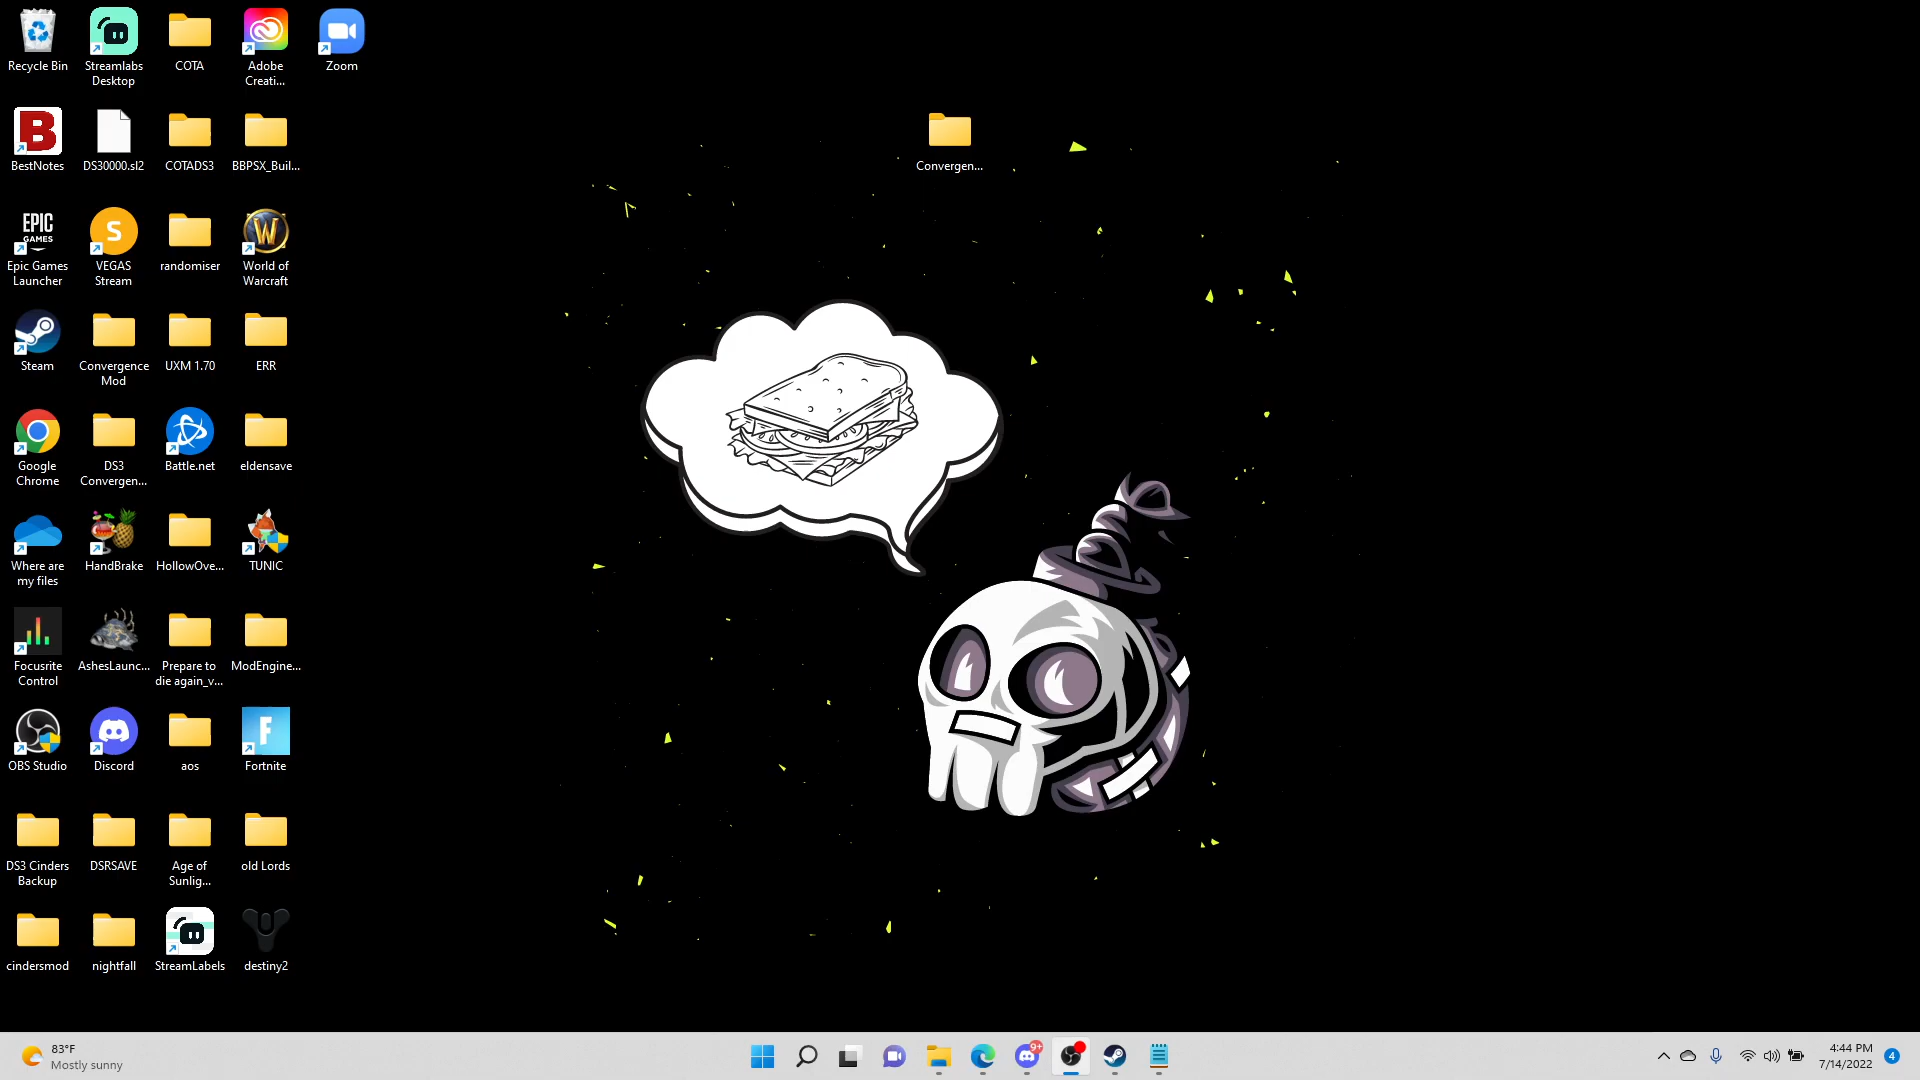 Recycle Bin
Streamlabs
Desktop
COTA
Adobe
Creati...
Zoom
B
BestNotes
DS30000.sl2
COTADS3
BBPSX_Buil...
Convergen...
EPIC
GAMES
Epic Games
Launcher
S
VEGAS
Stream
randomiser
W
World of
Warcraft
Steam
Convergence
Mod
UXM 1.70
ERR
Google
Chrome
DS3
Convergen...
Battle.net
eldensave
Where are
my files
HandBrake
HollowOve...
TUNIC
Focusrite
Control
AshesLaunc...
Prepare to
die again_v...
ModEngine...
OBS Studio
Discord
aos
F
Fortnite
DS3 Cinders
Backup
DSRSAVE
Age of
Sunlig...
old Lords
cindersmod
nightfall
StreamLabels
destiny2
83°F
Mostly sunny
9+
4:44 PM
7/14/2022
4